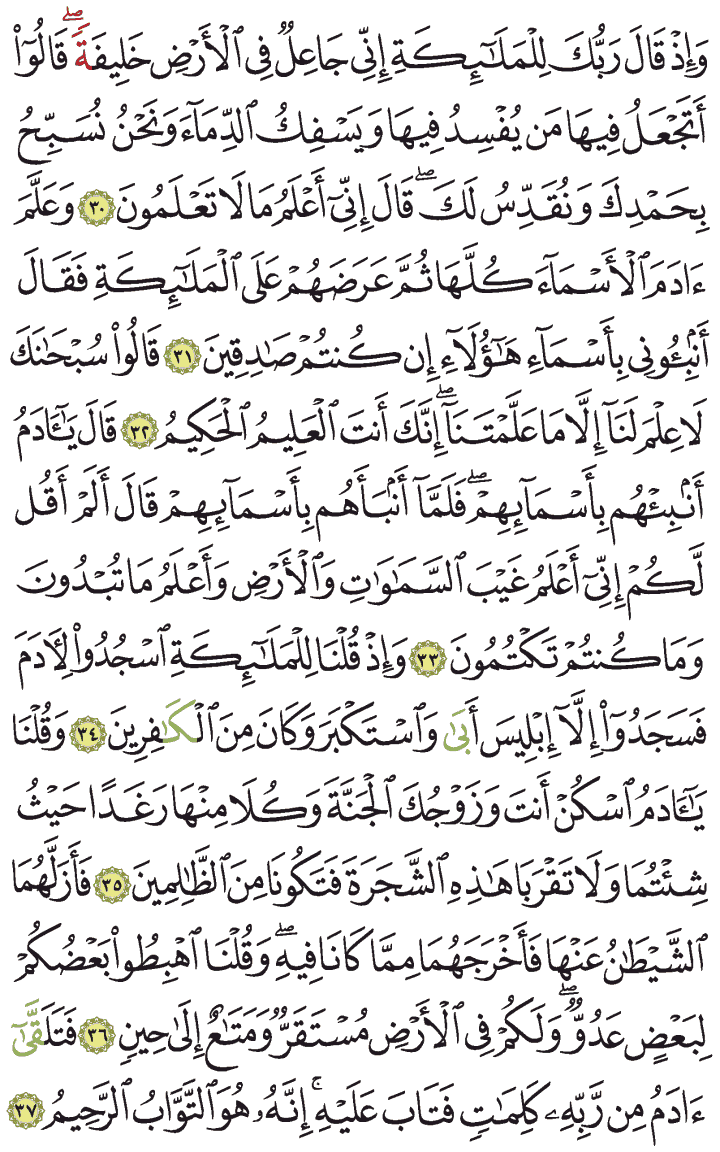 وَإِذْ قَالَ رَبُّكَ لِلْمَلَـٰٓئِكَةِ إِنِّي جَاعِلٌ فِي ٱلْأَرْضِ خَلِيفَةًۖ قَالُوٓا۟
أَتَجْعَلُ فِيهَا مَن يُفْسِدُ فِيهَا وَيَسْفِكُ ٱلدِّمَآءَ وَنَحْنُ نُسَبِّحُ
بِحَمْدِكَ وَنُقَدِّسُ لَكَۖ قَالَ إِنِّيٓ أَعْلَمُ مَا لَا تَعْلَمُونَ ٣٠ وَعَلَّمَ
ءَادَمَ ٱلْأَسْمَآءَ كُلَّهَا ثُمَّ عَرَضَهُمْ عَلَى ٱلْمَلَـٰٓئِكَةِ فَقَالَ
أَنۢبِـُٔونِي بِأَسْمَآءِ هَـٰٓؤُلَآءِ إِن كُنتُمْ صَـٰدِقِينَ ٣١ قَالُوا۟ سُبْحَـٰنَكَ
لَا عِلْمَ لَنَآ إِلَّا مَا عَلَّمْتَنَآۖ إِنَّكَ أَنتَ ٱلْعَلِيمُ ٱلْحَكِيمُ ٣٢ قَالَ يَـٰٓـَٔادَمُ
أَنۢبِئْهُم بِأَسْمَآئِهِمْۖ فَلَمَّآ أَنۢبَأَهُم بِأَسْمَآئِهِمْ قَالَ أَلَمْ أَقُل
لَّكُمْ إِنِّيٓ أَعْلَمُ غَيْبَ ٱلسَّمَـٰوَٰتِ وَٱلْأَرْضِ وَأَعْلَمُ مَا تُبْدُونَ
وَمَا كُنتُمْ تَكْتُمُونَ ٣٣ وَإِذْ قُلْنَا لِلْمَلَـٰٓئِكَةِ ٱسْجُدُوا۟ لِـَٔادَمَ
فَسَجَدُوٓا۟ إِلَّآ إِبْلِيسَ أَبَىٰ وَٱسْتَكْبَرَ وَكَانَ مِنَ ٱلْكَـٰفِرِينَ ٣٤ وَقُلْنَا
يَـٰٓـَٔادَمُ ٱسْكُنْ أَنتَ وَزَوْجُكَ ٱلْجَنَّةَ وَكُلَا مِنْهَا رَغَدًا حَيْثُ
شِئْتُمَا وَلَا تَقْرَبَا هَـٰذِهِ ٱلشَّجَرَةَ فَتَكُونَا مِنَ ٱلظَّـٰلِمِينَ ٣٥ فَأَزَلَّهُمَا
ٱلشَّيْطَـٰنُ عَنْهَا فَأَخْرَجَهُمَا مِمَّا كَانَا فِيهِۖ وَقُلْنَا ٱهْبِطُوا۟ بَعْضُكُمْ
لِبَعْضٍ عَدُوٌّۖ وَلَكُمْ فِي ٱلْأَرْضِ مُسْتَقَرٌّ وَمَتَـٰعٌ إِلَىٰ حِينٍ ٣٦ فَتَلَقَّىٰٓ
ءَادَمُ مِن رَّبِّهِۦ كَلِمَـٰتٍ فَتَابَ عَلَيْهِۚ إِنَّهُۥ هُوَ ٱلتَّوَّابُ ٱلرَّحِيمُ ٣٧